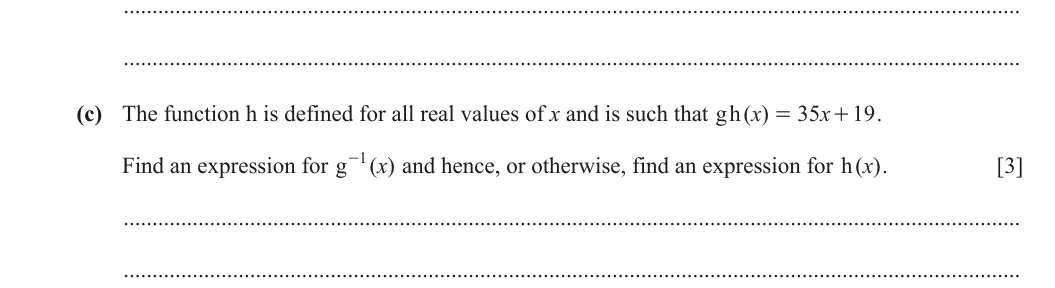 (c) The function h is defined for all real values of x and is such that gh(x) = 35x + 19.
Find an expression for g⁻¹(x) and hence, or otherwise, find an expression for h(x). [3]